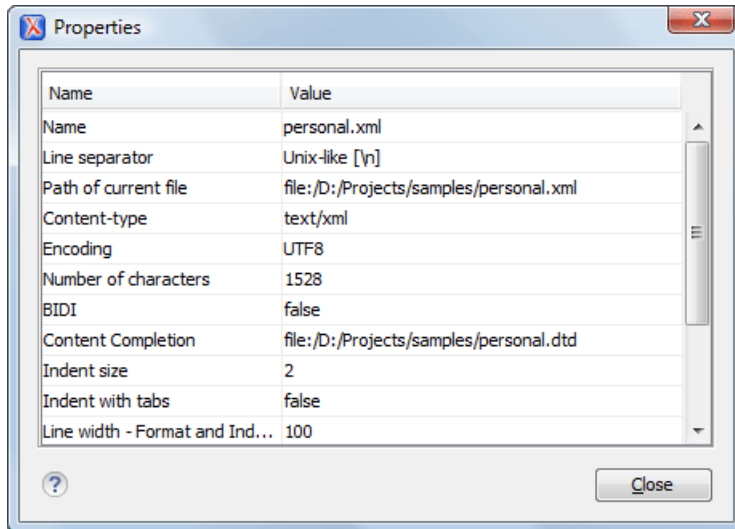 Properties
Name Value
Name personal.xml
Line separator Unix-like [\n]
Path of current file file:/D:/Projects/samples/personal.xml
Content-type text/xml
Encoding UTF8
Number of characters 1528
BIDI false
Content Completion file:/D:/Projects/samples/personal.dtd
Indent size 2
Indent with tabs false
Line width - Format and Ind... 100
? Close